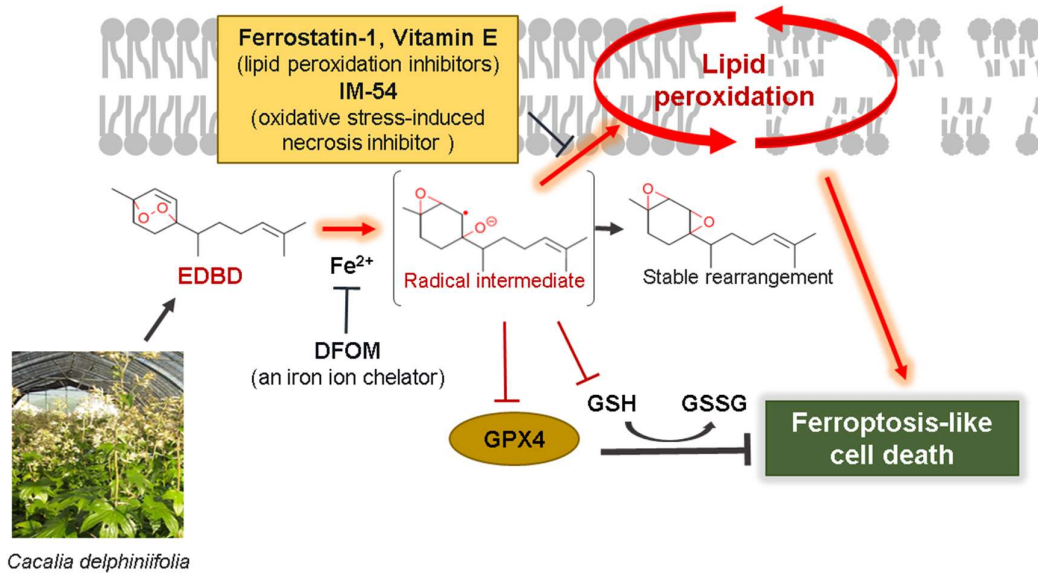 Ferrostatin-1, Vitamin E
(lipid peroxidation inhibitors)
IM-54
(oxidative stress-induced
necrosis inhibitor )
Lipid
peroxidation
O
O
EDBD
Fe²⁺
DFOM
(an iron ion chelator)
O
O⊖
Radical intermediate
O
O
Stable rearrangement
GPX4
GSH
GSSG
Ferroptosis-like
cell death
Cacalia delphiniifolia